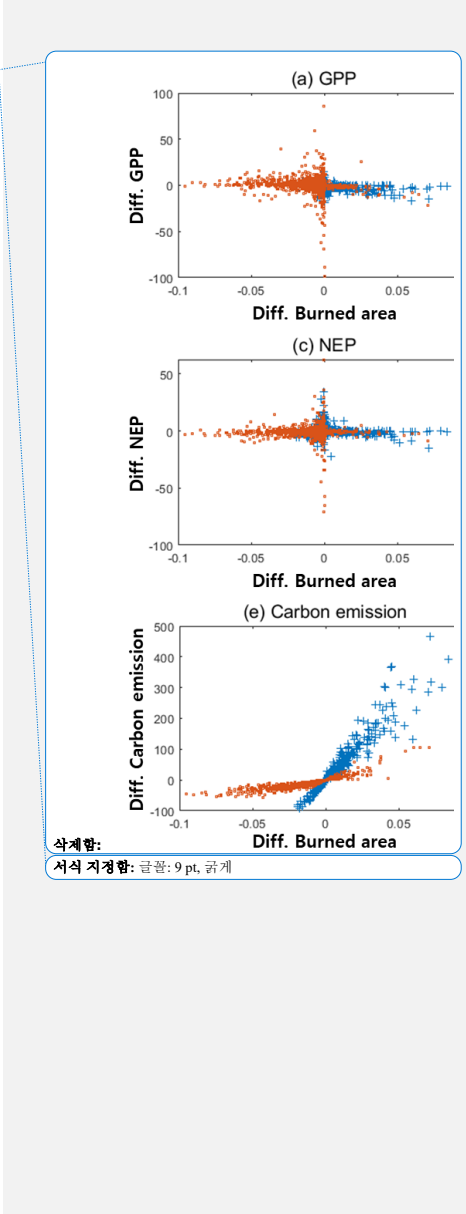 (a) GPP
100
50
0
-50
-100
Diff. GPP
-0.1 -0.05 0 0.05
Diff. Burned area
(c) NEP
50
0
-50
-100
Diff. NEP
-0.1 -0.05 0 0.05
Diff. Burned area
(e) Carbon emission
500
400
300
200
100
0
-100
Diff. Carbon emission
-0.1 -0.05 0 0.05
Diff. Burned area
삭제함:
서식 지정함: 글꼴: 9 pt, 굵게